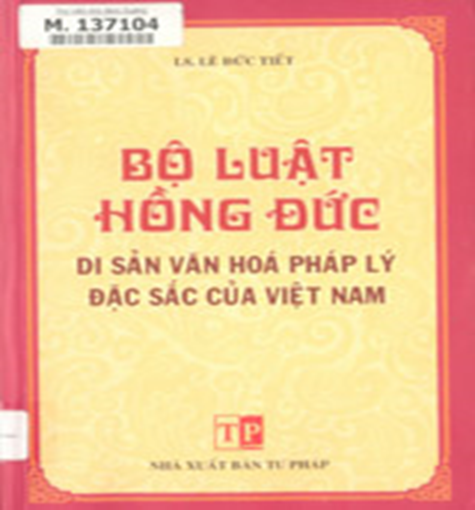 M. 137104
LS. LÊ ĐỨC TIẾT
BỘ LUẬT
HỒNG ĐỨC
DI SẢN VĂN HOÁ PHÁP LÝ
ĐẶC SẮC CỦA VIỆT NAM
TP
NHÀ XUẤT BẢN TƯ PHÁP